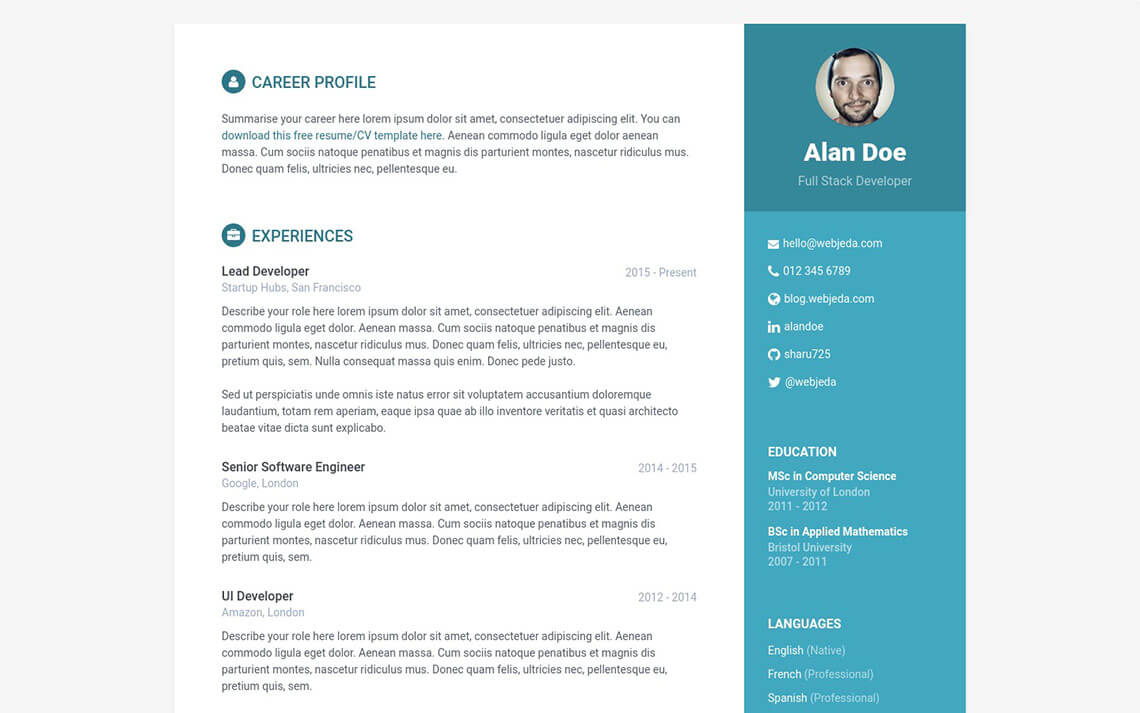 CAREER PROFILE
Summarise your career here lorem ipsum dolor sit amet, consectetuer adipiscing elit. You can
download this free resume/CV template here. Aenean commodo ligula eget dolor aenean
massa. Cum sociis natoque penatibus et magnis dis parturient montes, nascetur ridiculus mus.
Donec quam felis, ultricies nec, pellentesque eu.
EXPERIENCES
Lead Developer
2015 - Present
Startup Hubs, San Francisco
Describe your role here lorem ipsum dolor sit amet, consectetuer adipiscing elit. Aenean
commodo ligula eget dolor. Aenean massa. Cum sociis natoque penatibus et magnis dis
parturient montes, nascetur ridiculus mus. Donec quam felis, ultricies nec, pellentesque eu,
pretium quis, sem. Nulla consequat massa quis enim. Donec pede justo.
Sed ut perspiciatis unde omnis iste natus error sit voluptatem accusantium doloremque
laudantium, totam rem aperiam, eaque ipsa quae ab illo inventore veritatis et quasi architecto
beatae vitae dicta sunt explicabo.
Senior Software Engineer
2014 - 2015
Google, London
Describe your role here lorem ipsum dolor sit amet, consectetuer adipiscing elit. Aenean
commodo ligula eget dolor. Aenean massa. Cum sociis natoque penatibus et magnis dis
parturient montes, nascetur ridiculus mus. Donec quam felis, ultricies nec, pellentesque eu,
pretium quis, sem.
UI Developer
2012 - 2014
Amazon, London
Describe your role here lorem ipsum dolor sit amet, consectetuer adipiscing elit. Aenean
commodo ligula eget dolor. Aenean massa. Cum sociis natoque penatibus et magnis dis
parturient montes, nascetur ridiculus mus. Donec quam felis, ultricies nec, pellentesque eu,
pretium quis, sem.
Alan Doe
Full Stack Developer
hello@webjeda.com
012 345 6789
blog.webjeda.com
alandoe
sharu725
@webjeda
EDUCATION
MSc in Computer Science
University of London
2011 - 2012
BSc in Applied Mathematics
Bristol University
2007 - 2011
LANGUAGES
English (Native)
French (Professional)
Spanish (Professional)